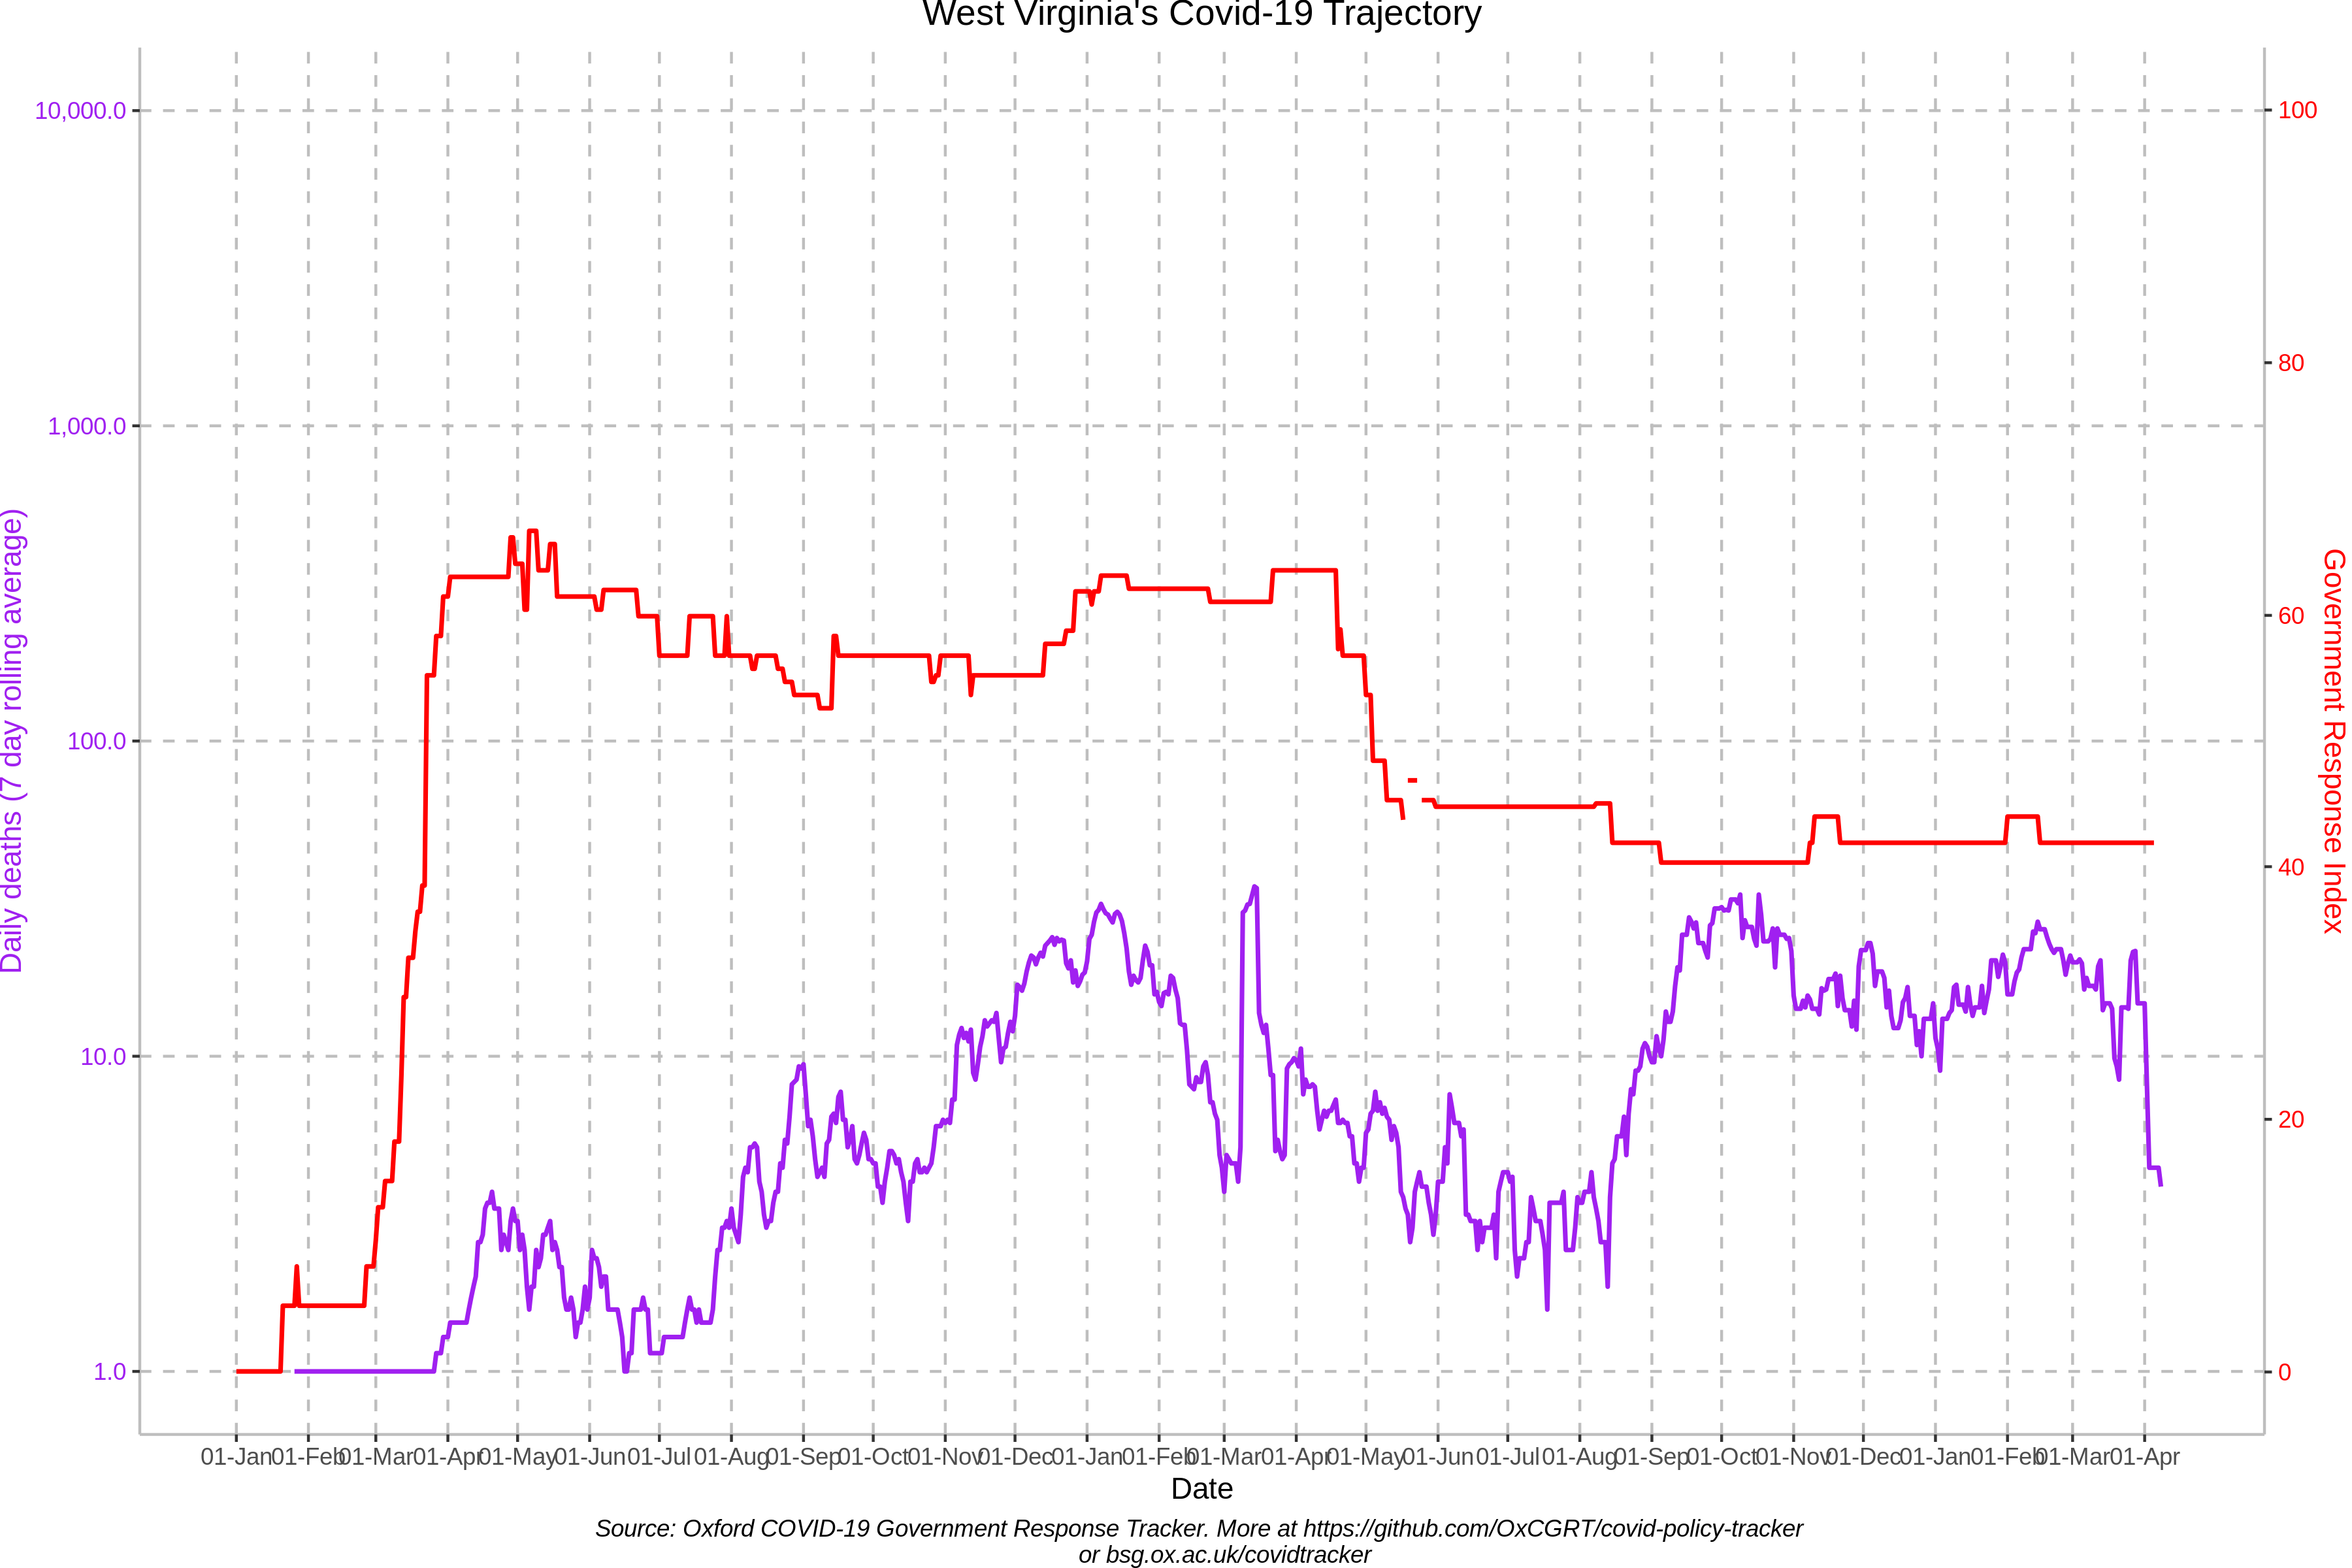 West Virginia's Covid-19 Trajectory
10,000.0
1,000.0
100.0
10.0
1.0
Daily deaths (7 day rolling average)
100
80
60
40
20
0
Government Response Index
01-Jan 01-Feb 01-Mar 01-Apr 01-May 01-Jun 01-Jul 01-Aug 01-Sep 01-Oct 01-Nov 01-Dec 01-Jan 01-Feb 01-Mar 01-Apr 01-May 01-Jun 01-Jul 01-Aug 01-Sep 01-Oct 01-Nov 01-Dec 01-Jan 01-Feb 01-Mar 01-Apr
Date
Source: Oxford COVID-19 Government Response Tracker. More at https://github.com/OxCGRT/covid-policy-tracker
or bsg.ox.ac.uk/covidtracker